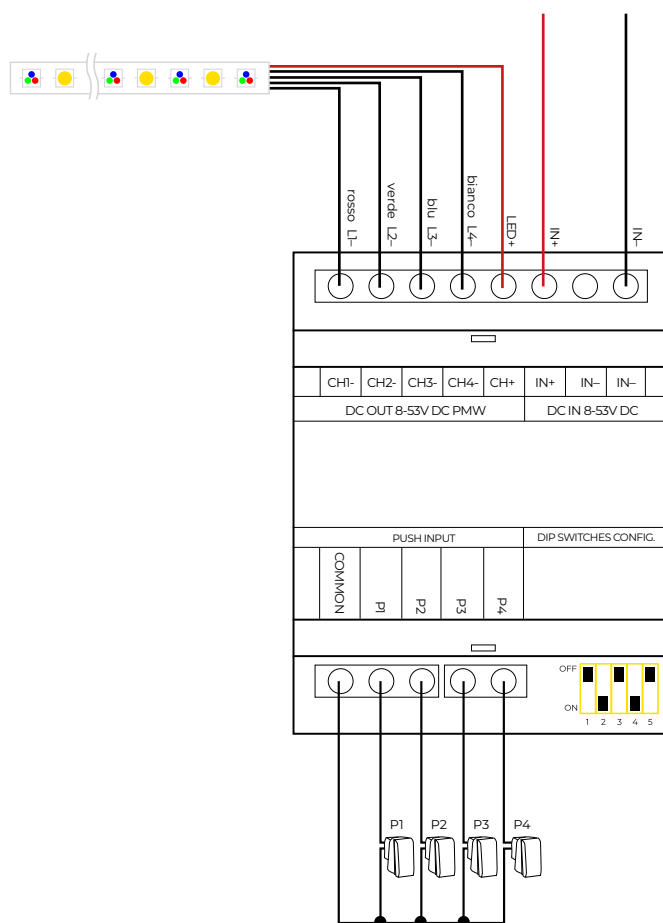 rosso L1–
verde L2–
blu L3–
bianco L4–
LED+
IN+
IN–
CH1- CH2- CH3- CH4- CH+ IN+ IN– IN–
DC OUT 8-53V DC PMW DC IN 8-53V DC
PUSH INPUT DIP SWITCHES CONFIG.
COMMON
P1
P2
P3
P4
OFF
ON
1 2 3 4 5
P1 P2 P3 P4